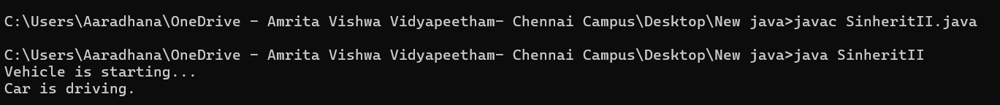 C:\Users\Aaradhana\OneDrive - Amrita Vishwa Vidyapeetham- Chennai Campus\Desktop\New java>javac SinheritII.java
C:\Users\Aaradhana\OneDrive - Amrita Vishwa Vidyapeetham- Chennai Campus\Desktop\New java>java SinheritII
Vehicle is starting...
Car is driving.